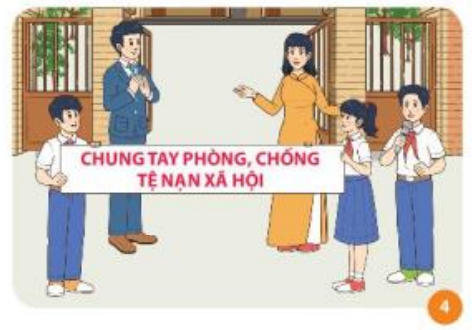 CHUNG TAY PHÒNG, CHỐNG
TỆ NẠN XÃ HỘI
4